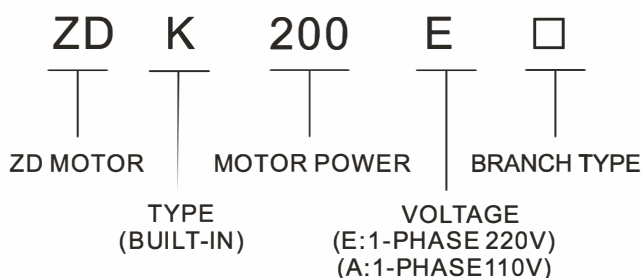 ZD K 200 E □
ZD MOTOR MOTOR POWER BRANCH TYPE
TYPE VOLTAGE
(BUILT-IN) (E:1-PHASE 220V)
(A:1-PHASE110V)